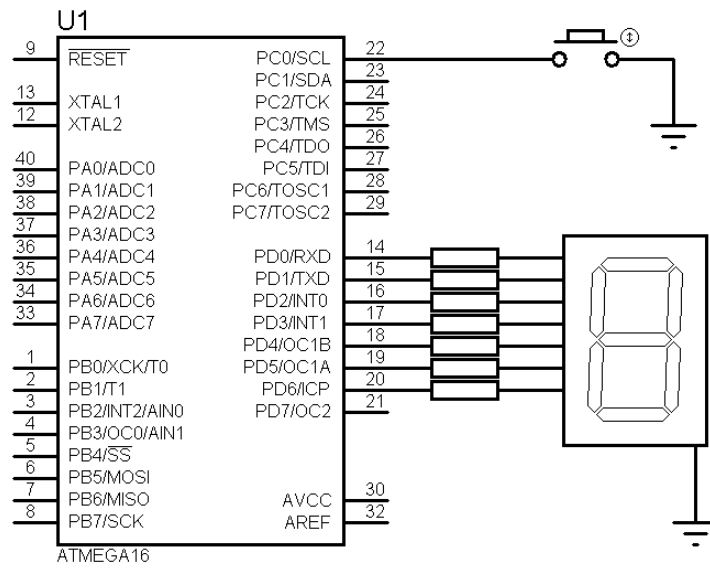 U1
9 RESET PC0/SCL 22
PC1/SDA 23
13 XTAL1 PC2/TCK 24
12 XTAL2 PC3/TMS 25
PC4/TDO 26
40 PA0/ADC0 PC5/TDI 27
39 PA1/ADC1 PC6/TOSC1 28
38 PA2/ADC2 PC7/TOSC2 29
37 PA3/ADC3
36 PA4/ADC4 PD0/RXD 14
35 PA5/ADC5 PD1/TXD 15
34 PA6/ADC6 PD2/INT0 16
33 PA7/ADC7 PD3/INT1 17
PD4/OC1B 18
1 PB0/XCK/T0 PD5/OC1A 19
2 PB1/T1 PD6/ICP 20
3 PB2/INT2/AIN0 PD7/OC2 21
4 PB3/OC0/AIN1
5 PB4/SS
6 PB5/MOSI
7 PB6/MISO AVCC 30
8 PB7/SCK AREF 32
ATMEGA16